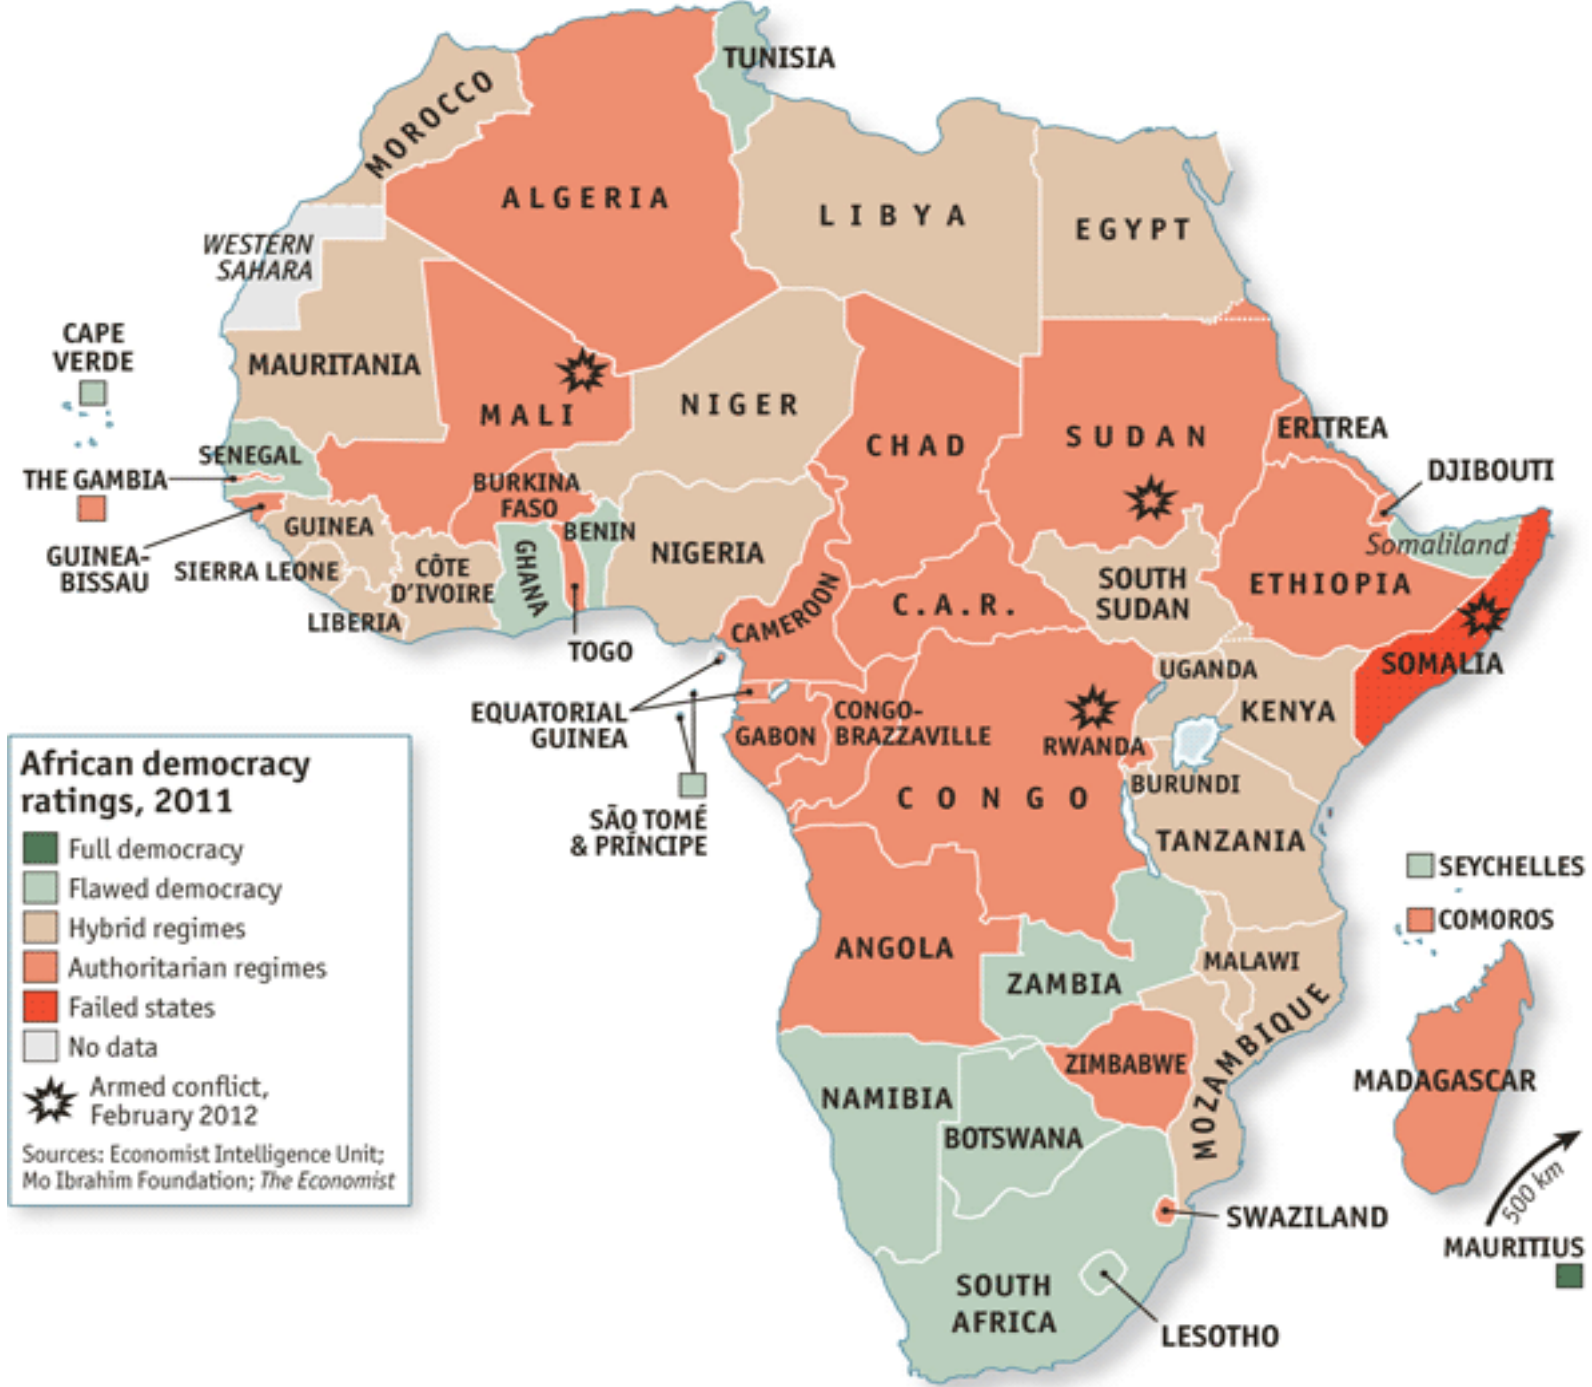 TUNISIA
MOROCCO
ALGERIA
LIBYA
EGYPT
WESTERN
SAHARA
CAPE
VERDE
MAURITANIA
MALI
NIGER
CHAD
SUDAN
ERITREA
SENEGAL
THE GAMBIA
DJIBOUTI
BURKINA
FASO
GUINEA-
BISSAU
GUINEA
BENIN
NIGERIA
Somaliland
SIERRA LEONE
CÔTE
D'IVOIRE
GHANA
CAMEROON
C.A.R.
SOUTH
SUDAN
ETHIOPIA
LIBERIA
TOGO
SOMALIA
UGANDA
KENYA
EQUATORIAL
GUINEA
GABON
CONGO-
BRAZZAVILLE
RWANDA
BURUNDI
CONGO
SÃO TOMÉ
& PRÍNCIPE
TANZANIA
SEYCHELLES
COMOROS
ANGOLA
ZAMBIA
MALAWI
MOZAMBIQUE
ZIMBABWE
MADAGASCAR
NAMIBIA
BOTSWANA
SWAZILAND
500 km
MAURITIUS
SOUTH
AFRICA
LESOTHO
African democracy
ratings, 2011
Full democracy
Flawed democracy
Hybrid regimes
Authoritarian regimes
Failed states
No data
Armed conflict,
February 2012
Sources: Economist Intelligence Unit;
Mo Ibrahim Foundation; The Economist